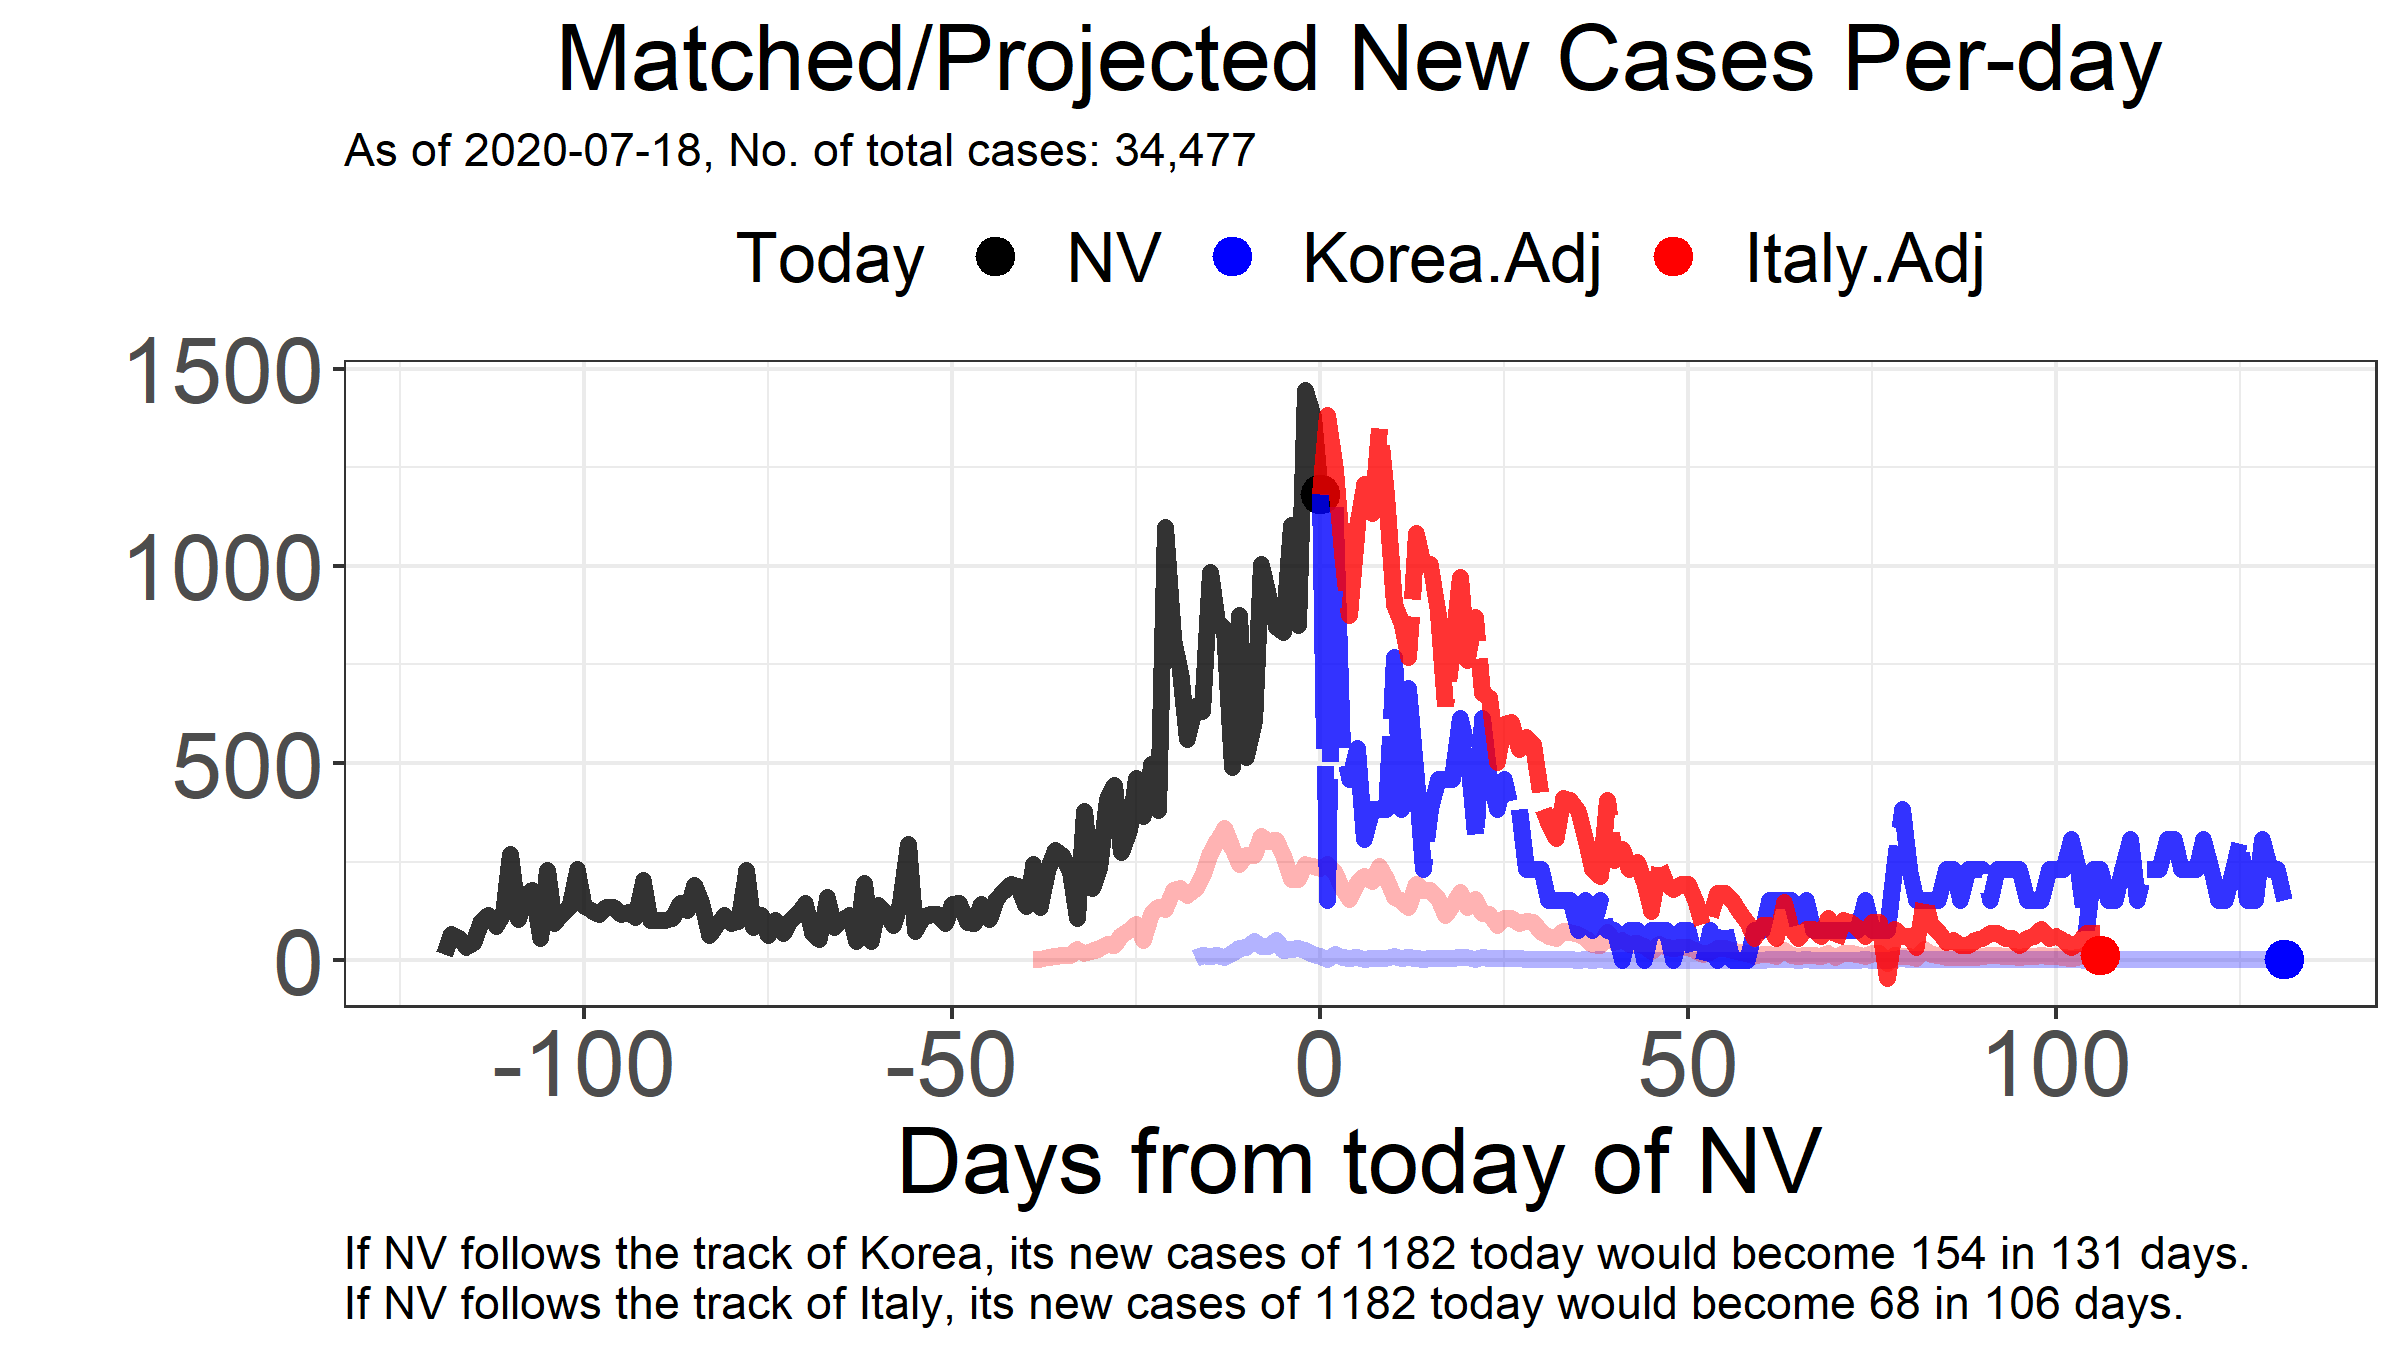 Matched/Projected New Cases Per-day
As of 2020-07-18, No. of total cases: 34,477
Today NV Korea.Adj Italy.Adj
1500
1000
500
0
-100 -50 0 50 100
Days from today of NV
If NV follows the track of Korea, its new cases of 1182 today would become 154 in 131 days.
If NV follows the track of Italy, its new cases of 1182 today would become 68 in 106 days.